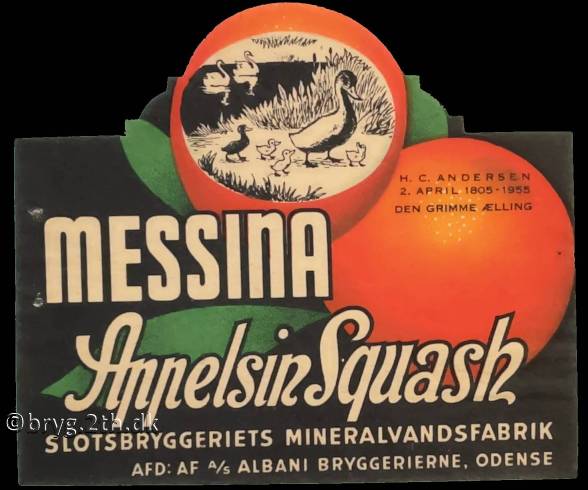 H. C. ANDERSEN
2. APRIL 1805-1955
DEN GRIMME ÆLLING
MESSINA
Appelsin Squash
©bryg.2th.dk
SLOTSBRYGGERIETS MINERALVANDSFABRIK
AFD: AF A/S ALBANI BRYGGERIERNE, ODENSE